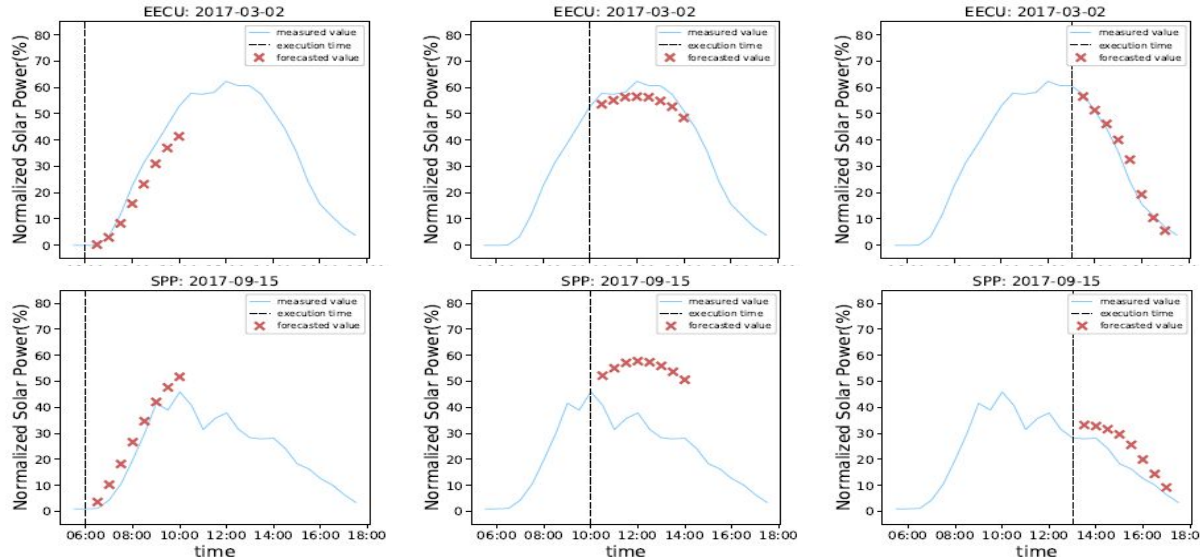 EECU: 2017-03-02
EECU: 2017-03-02
EECU: 2017-03-02
Normalized Solar Power(%)
80
70
60
50
40
30
20
10
0
measured value
execution time
forecasted value
Normalized Solar Power(%)
80
70
60
50
40
30
20
10
0
measured value
execution time
forecasted value
Normalized Solar Power(%)
80
70
60
50
40
30
20
10
0
measured value
execution time
forecasted value
SPP: 2017-09-15
SPP: 2017-09-15
SPP: 2017-09-15
Normalized Solar Power(%)
80
70
60
50
40
30
20
10
0
measured value
execution time
forecasted value
06:00 08:00 10:00 12:00 14:00 16:00 18:00
time
Normalized Solar Power(%)
80
70
60
50
40
30
20
10
0
measured value
execution time
forecasted value
06:00 08:00 10:00 12:00 14:00 16:00 18:00
time
Normalized Solar Power(%)
80
70
60
50
40
30
20
10
0
measured value
execution time
forecasted value
06:00 08:00 10:00 12:00 14:00 16:00
time